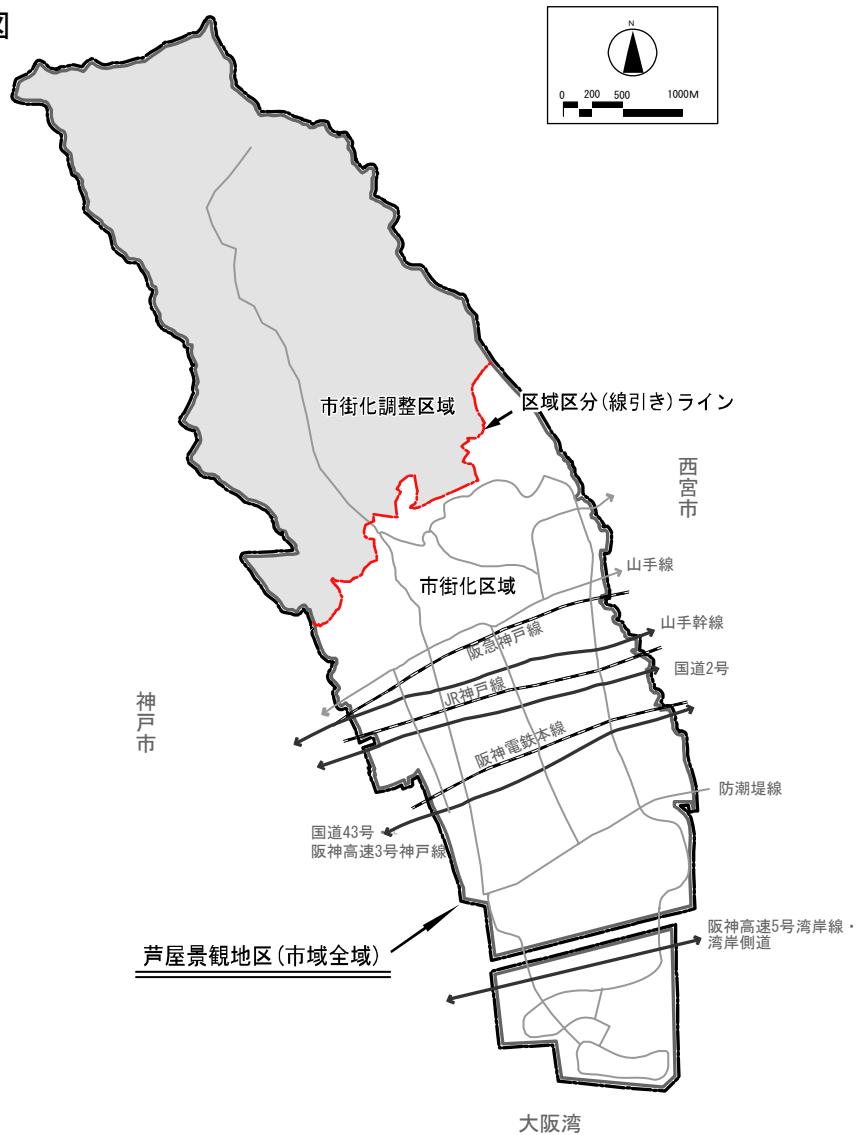 図
N
0 200 500 1000M
市街化調整区域
区域区分(線引き)ライン
西宮市
市街化区域
山手線
阪急神戸線
山手幹線
JR神戸線
国道2号
神戸市
阪神電鉄本線
防潮堤線
国道43号
阪神高速3号神戸線
阪神高速5号湾岸線・
湾岸側道
芦屋景観地区(市域全域)
大阪湾